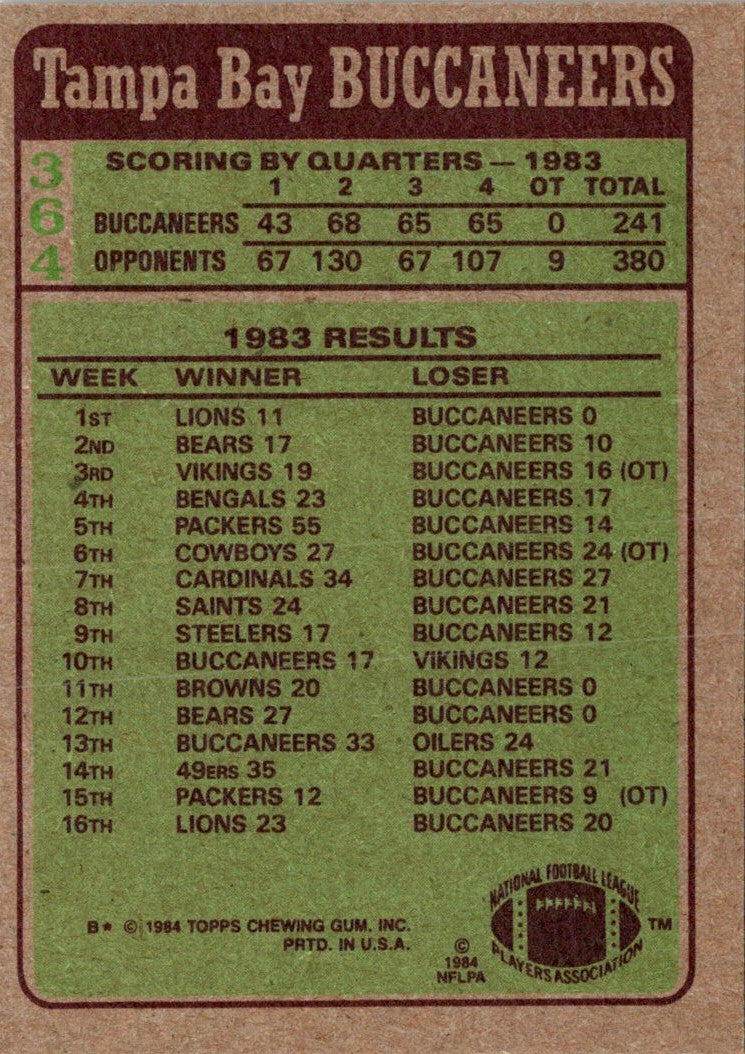 Tampa Bay BUCCANEERS
364
SCORING BY QUARTERS — 1983
1 2 3 4 OT TOTAL
BUCCANEERS 43 68 65 65 0 241
OPPONENTS 67 130 67 107 9 380
1983 RESULTS
WEEK WINNER LOSER
1ST LIONS 11 BUCCANEERS 0
2ND BEARS 17 BUCCANEERS 10
3RD VIKINGS 19 BUCCANEERS 16 (OT)
4TH BENGALS 23 BUCCANEERS 17
5TH PACKERS 55 BUCCANEERS 14
6TH COWBOYS 27 BUCCANEERS 24 (OT)
7TH CARDINALS 34 BUCCANEERS 27
8TH SAINTS 24 BUCCANEERS 21
9TH STEELERS 17 BUCCANEERS 12
10TH BUCCANEERS 17 VIKINGS 12
11TH BROWNS 20 BUCCANEERS 0
12TH BEARS 27 BUCCANEERS 0
13TH BUCCANEERS 33 OILERS 24
14TH 49ERS 35 BUCCANEERS 21
15TH PACKERS 12 BUCCANEERS 9 (OT)
16TH LIONS 23 BUCCANEERS 20
B* © 1984 TOPPS CHEWING GUM, INC.
PRTD. IN U.S.A.
© 1984 NFLPA
NATIONAL FOOTBALL LEAGUE
PLAYERS ASSOCIATION
TM